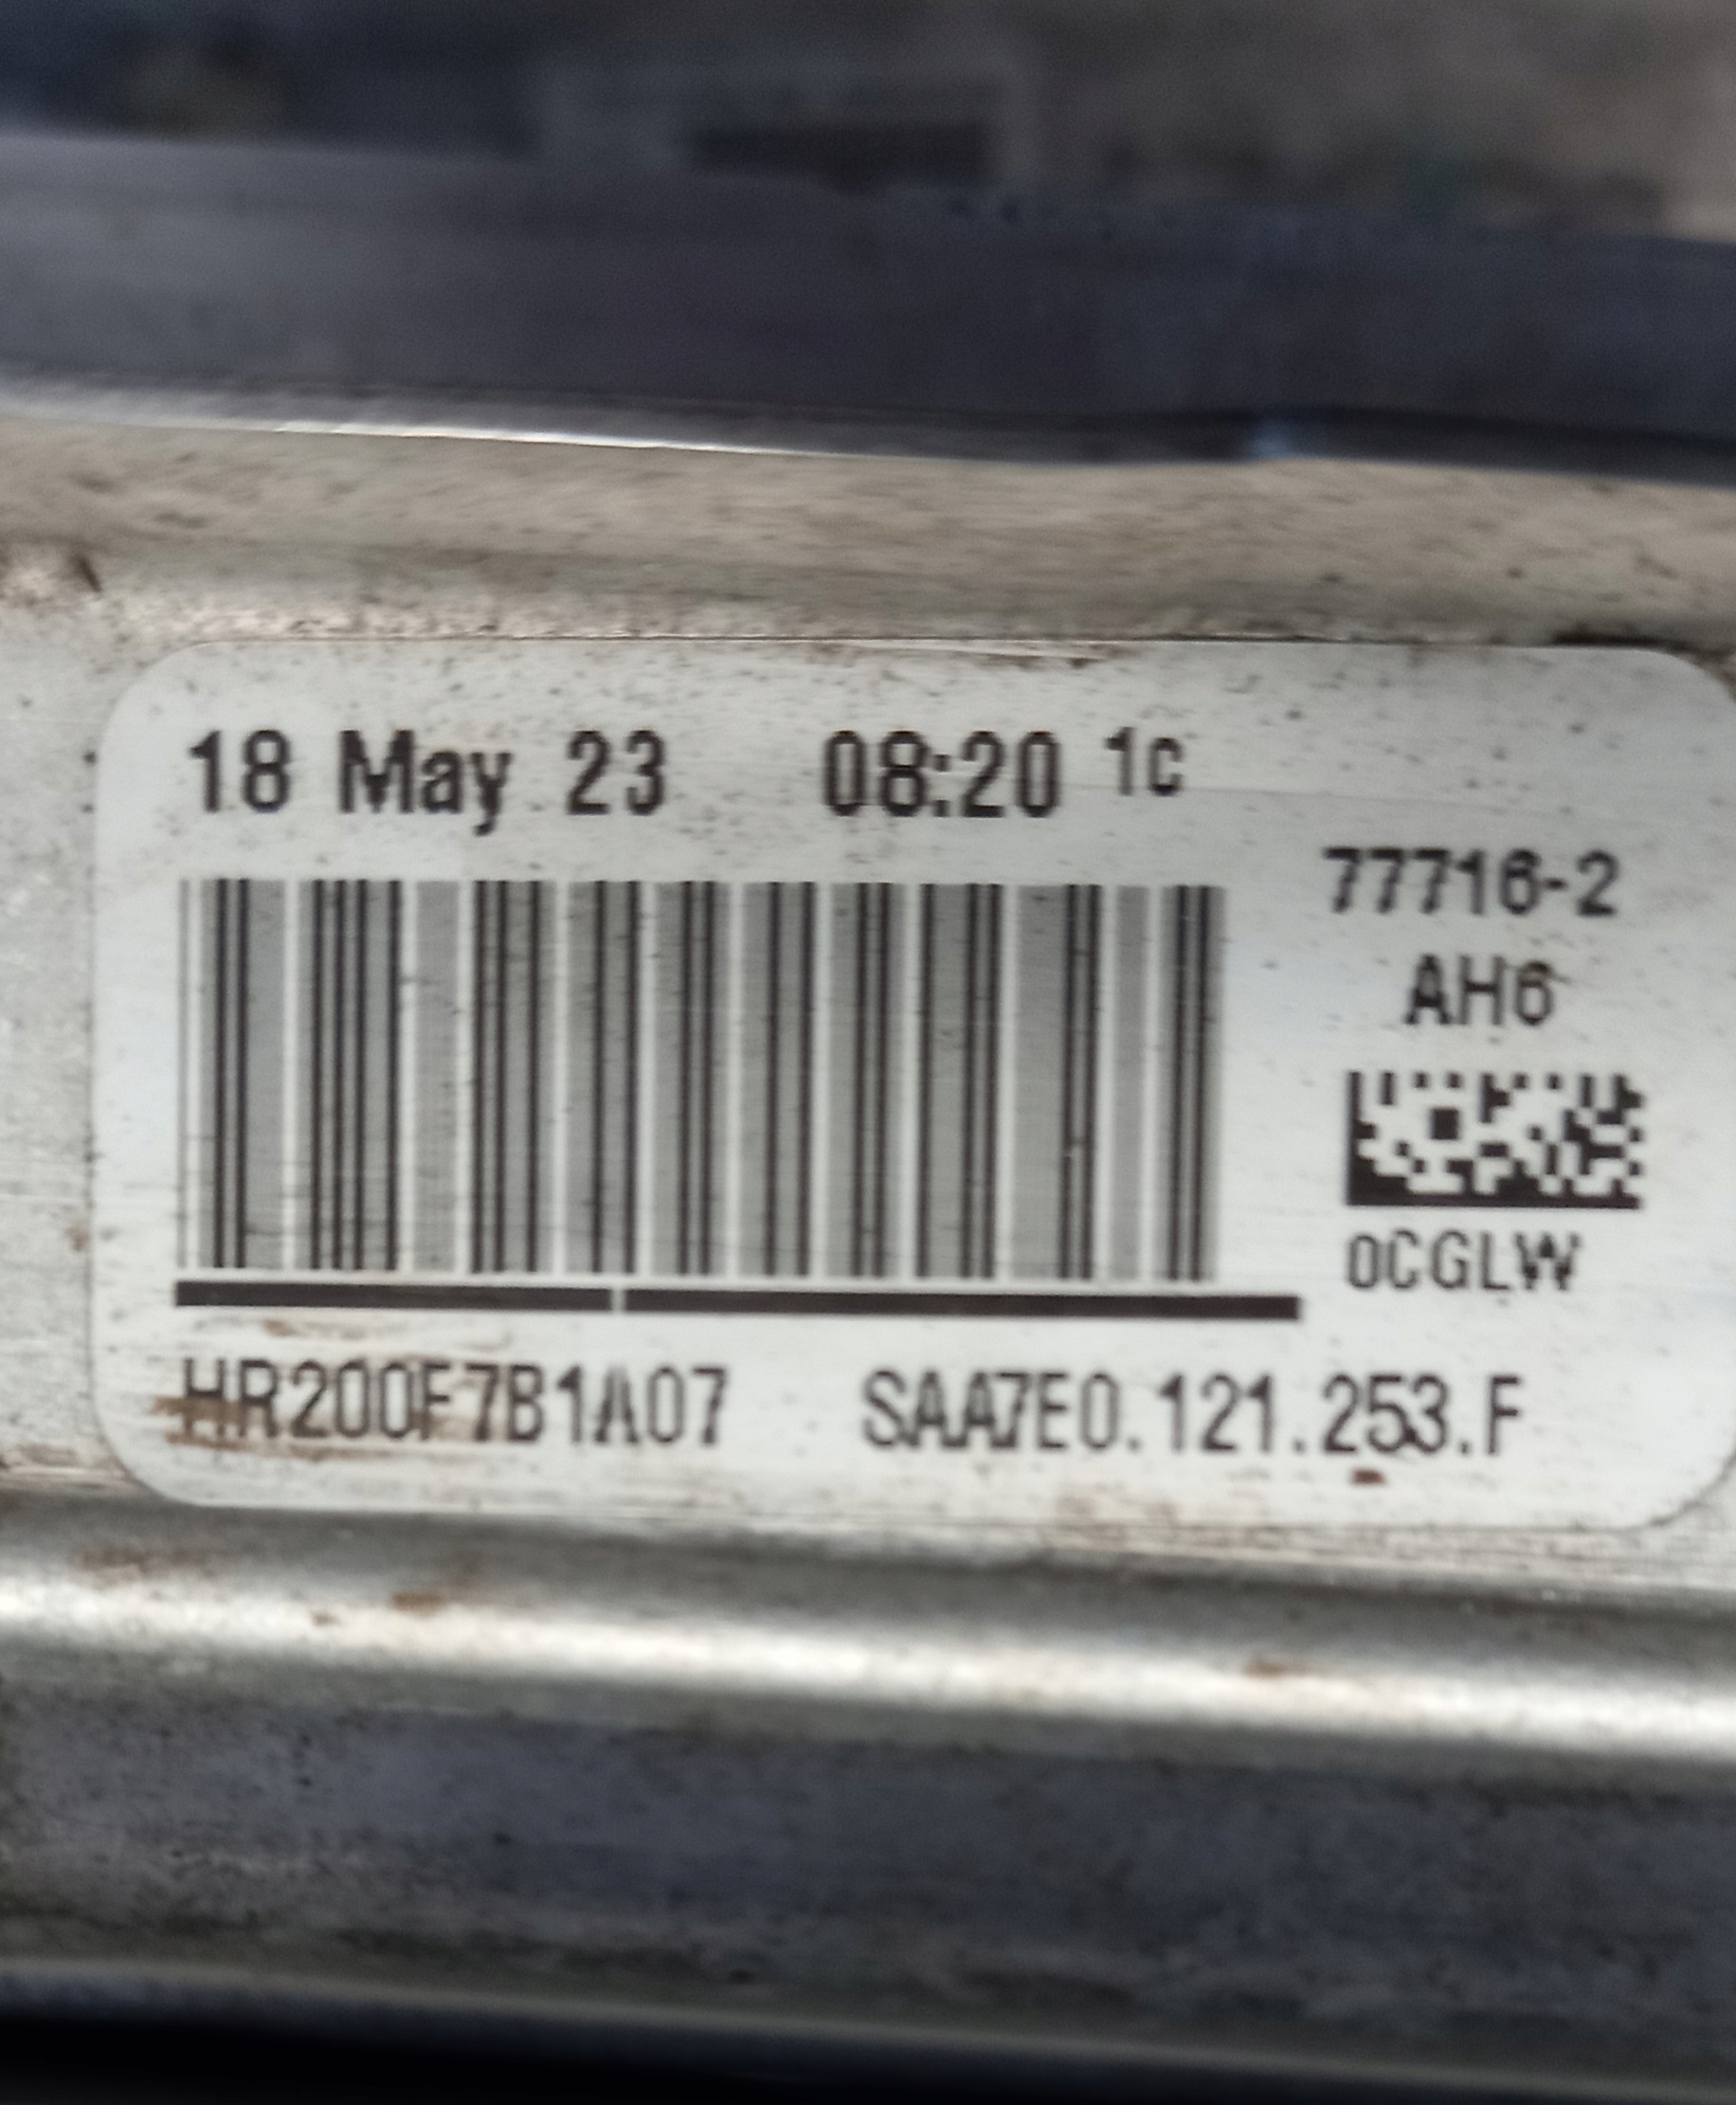 18 May 23 08:20 1c
77716-2
AH6
0CGLW
HR200F7B1A07 SAA7E0.121.253.F